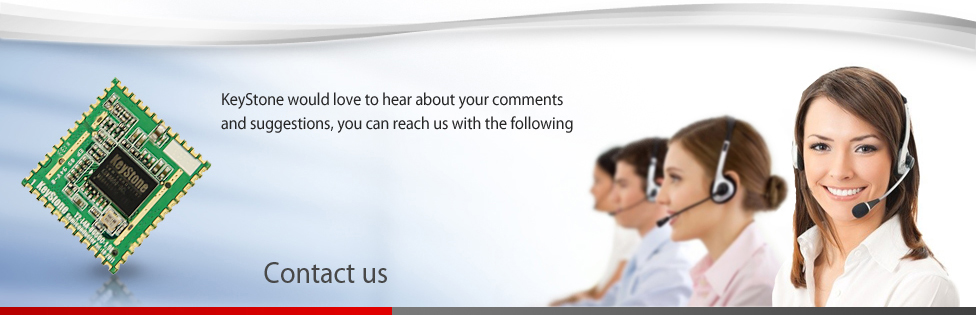 KeyStone would love to hear about your comments
and suggestions, you can reach us with the following
KeyStone
KeyStone
Contact us